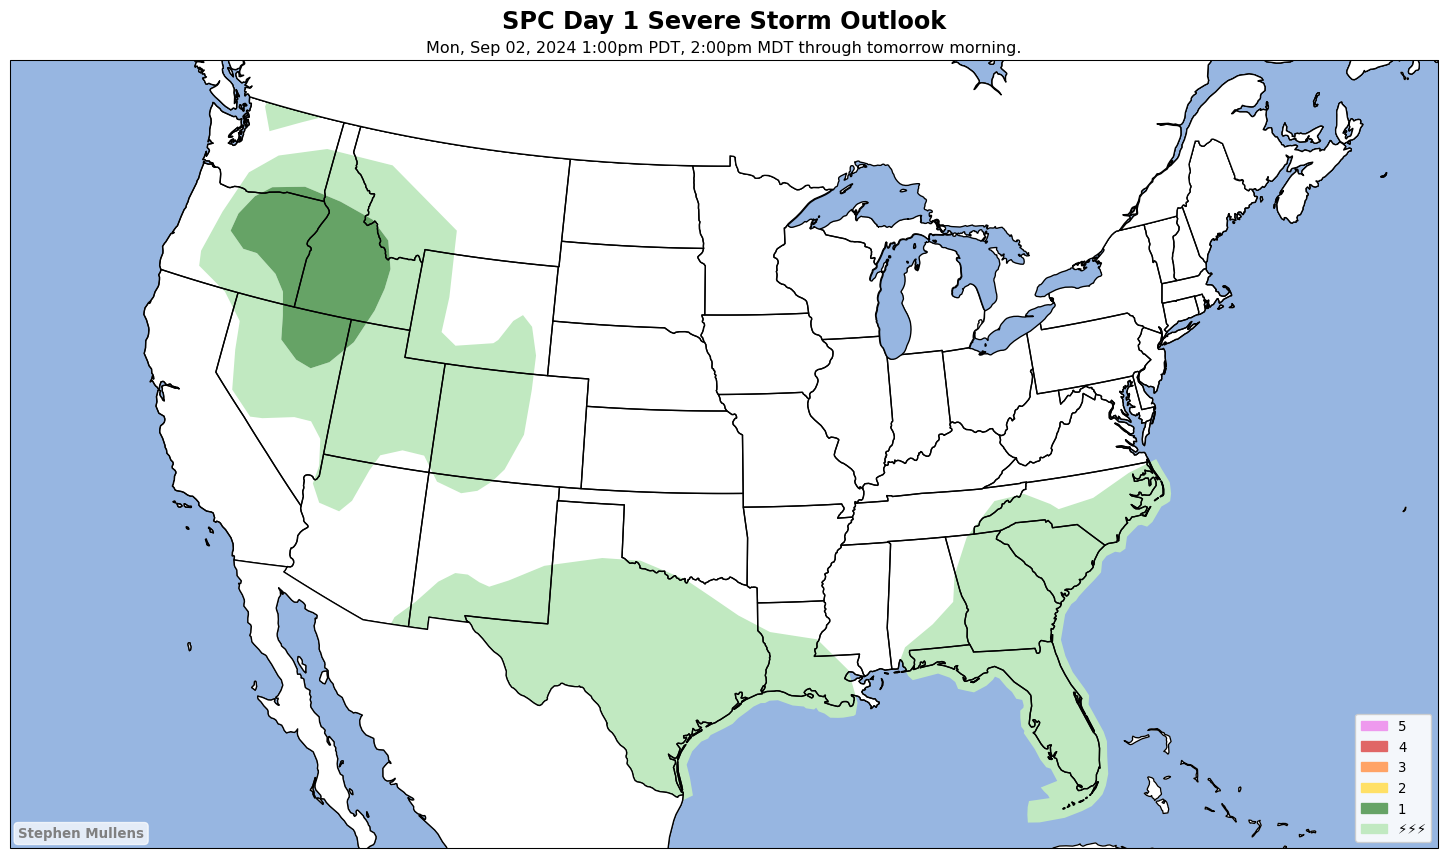 SPC Day 1 Severe Storm Outlook
Mon, Sep 02, 2024 1:00pm PDT, 2:00pm MDT through tomorrow morning.
5
4
3
2
1
⚡⚡⚡
Stephen Mullens